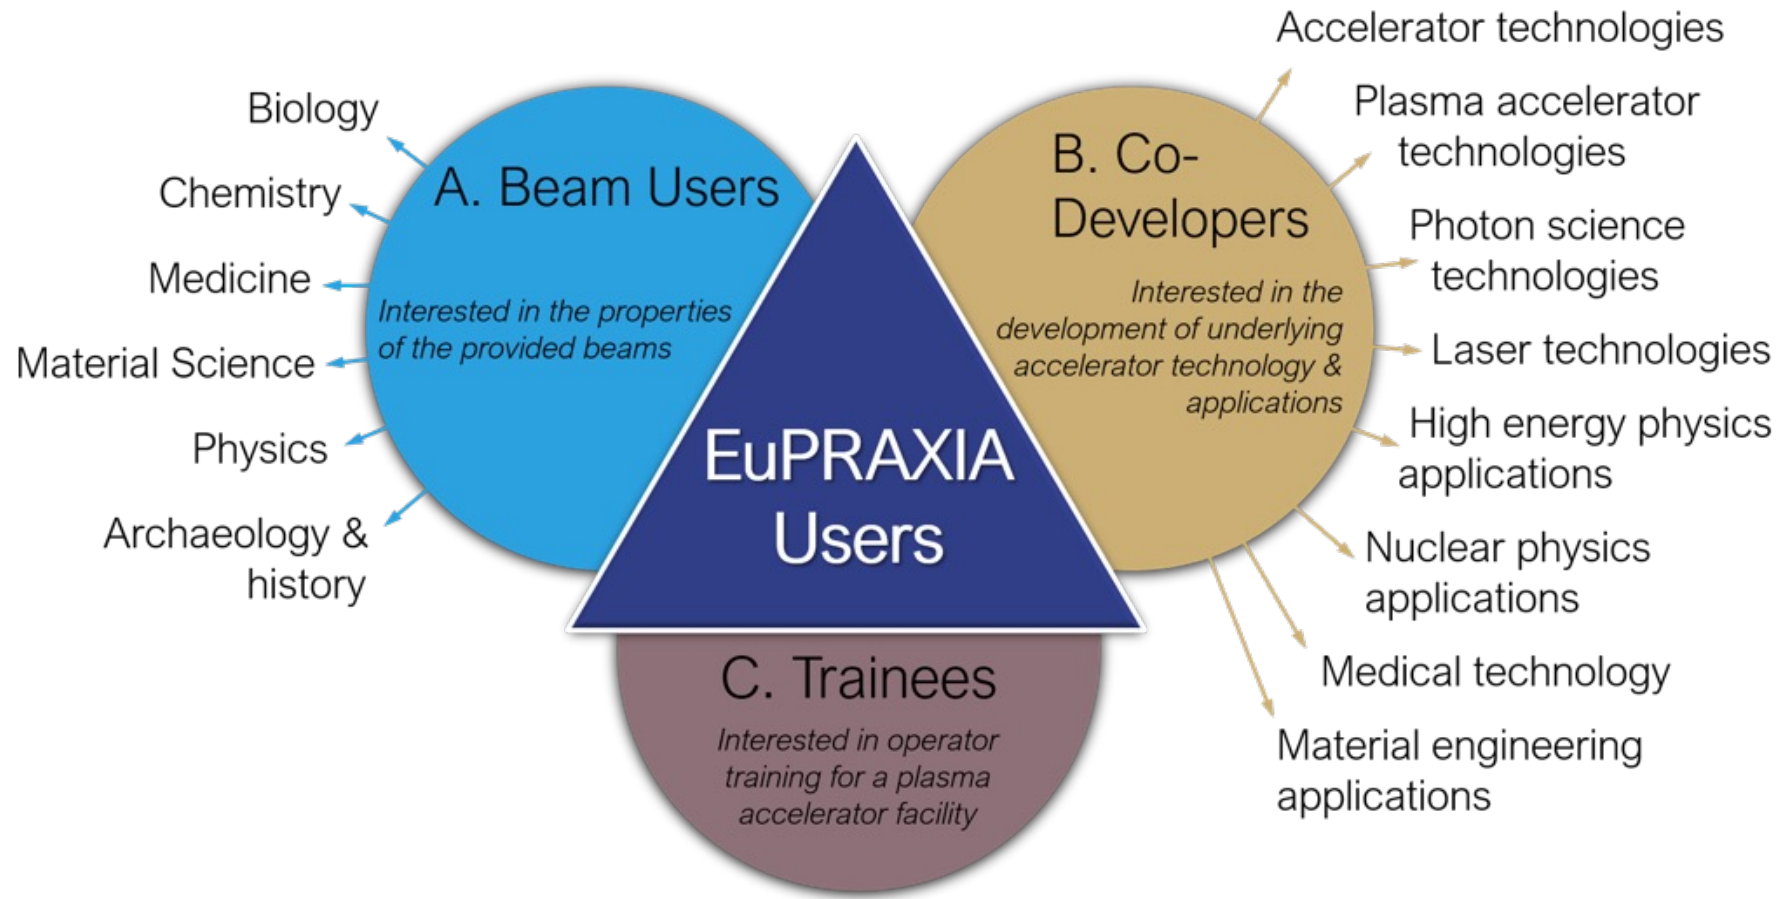 Biology
Chemistry
Medicine
Material Science
Physics
Archaeology &
history
A. Beam Users
Interested in the properties
of the provided beams
EuPRAXIA
Users
B. Co-
Developers
Interested in the
development of underlying
accelerator technology &
applications
Accelerator technologies
Plasma accelerator
technologies
Photon science
technologies
Laser technologies
High energy physics
applications
Nuclear physics
applications
Medical technology
Material engineering
applications
C. Trainees
Interested in operator
training for a plasma
accelerator facility